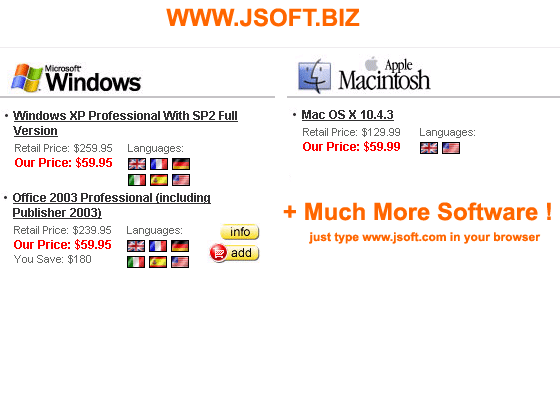 WWW.JSOFT.BIZ
Microsoft®
Windows
Windows XP Professional With SP2 Full
Version
Retail Price: $259.95
Our Price: $59.95
Languages:
Office 2003 Professional (including
Publisher 2003)
Retail Price: $239.95
Our Price: $59.95
You Save: $180
Languages:
info
add
Apple
Macintosh
Mac OS X 10.4.3
Retail Price: $129.99
Our Price: $59.99
Languages:
+ Much More Software !
just type www.jsoft.com in your browser